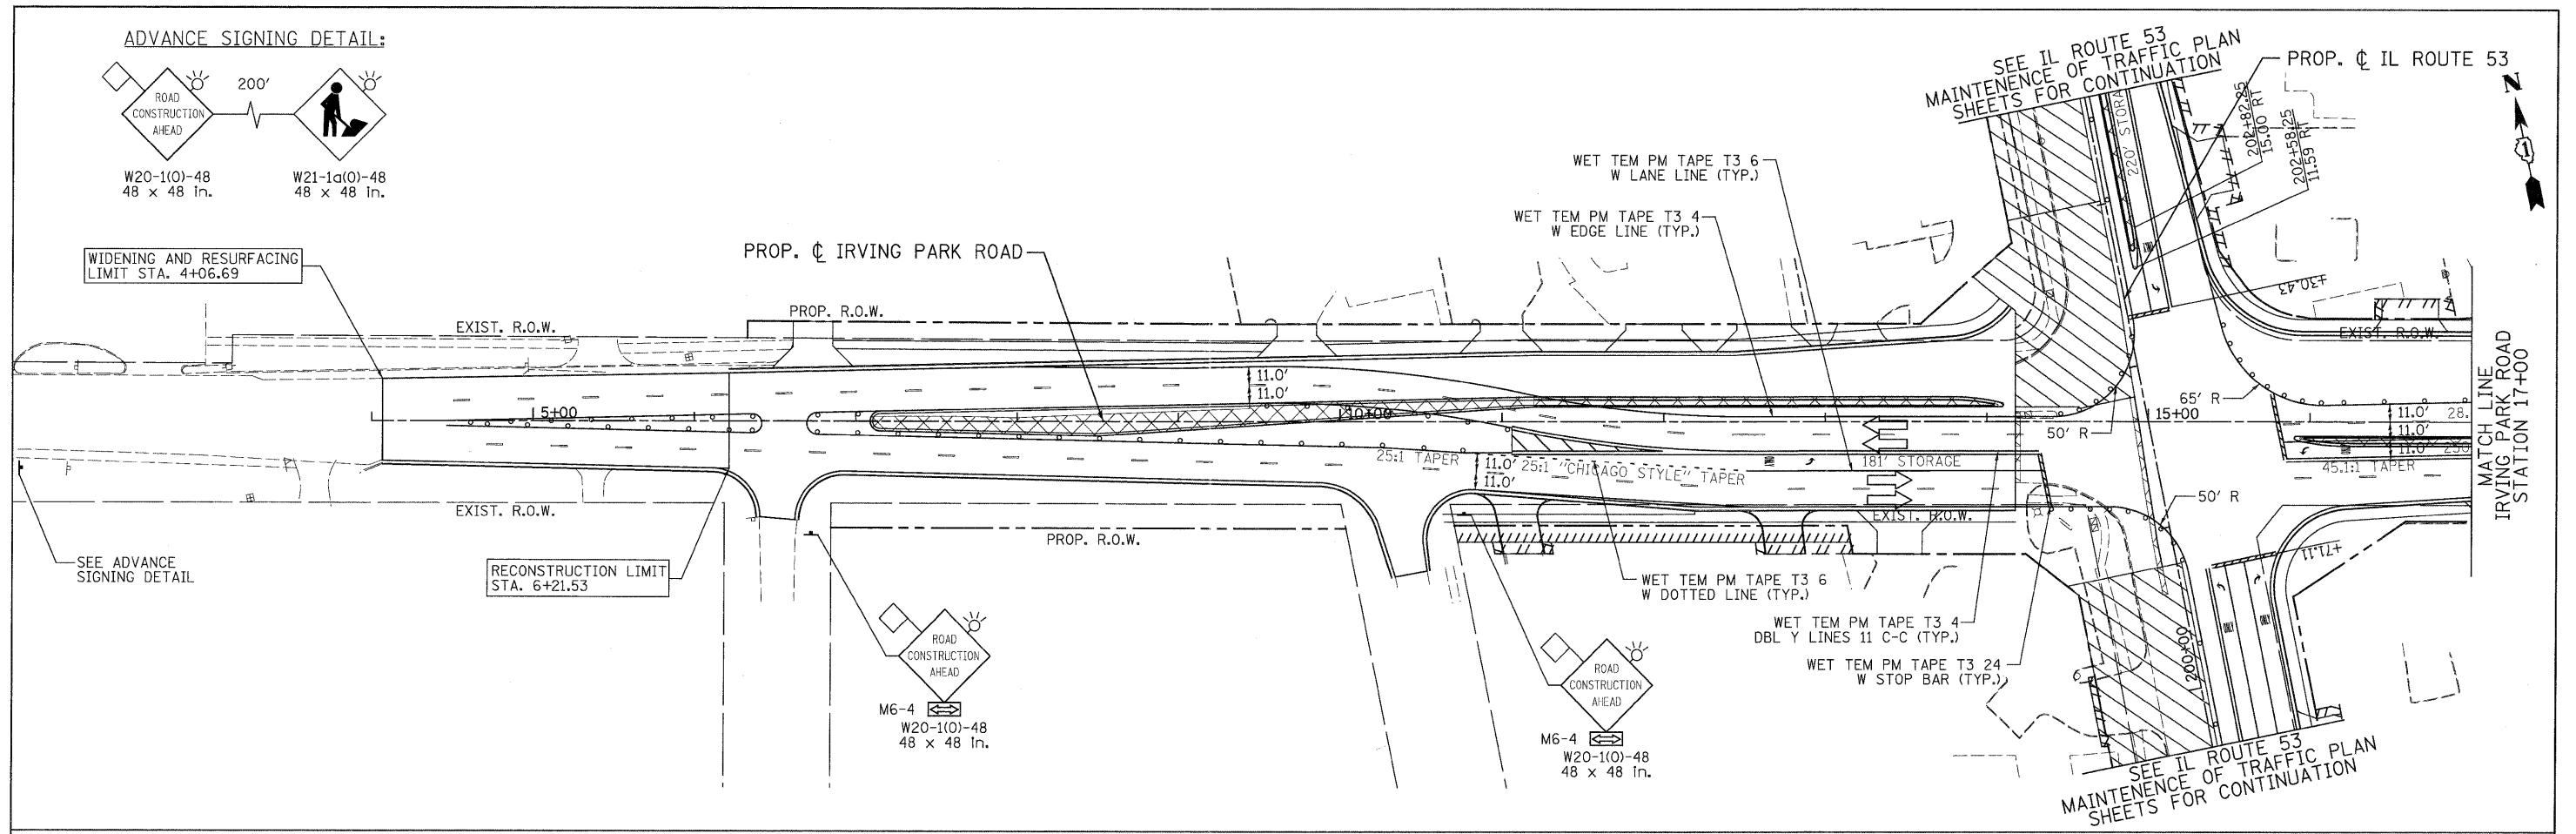 ADVANCE SIGNING DETAIL:
200'
ROAD
CONSTRUCTION
AHEAD
W20-1(O)-48
48 x 48 in.
W21-1a(O)-48
48 x 48 in.
WIDENING AND RESURFACING
LIMIT STA. 4+06.69
PROP. ℄ IRVING PARK ROAD
WET TEM PM TAPE T3 6
W LANE LINE (TYP.)
WET TEM PM TAPE T3 4
W EDGE LINE (TYP.)
SEE IL ROUTE 53
MAINTENENCE OF TRAFFIC PLAN
SHEETS FOR CONTINUATION
PROP. ℄ IL ROUTE 53
N
1
220' STORA
202+82.25
15.00 RT
202+58.25
11.59 RT
+30.43
EXIST. R.O.W.
PROP. R.O.W.
EXIST. R.O.W.
5+00
11.0'
11.0'
10+00
15+00
65' R
50' R
11.0'
28.
11.0'
11.0'
250
45.1:1 TAPER
25:1 TAPER
11.0'
11.0'
25:1 "CHICAGO STYLE" TAPER
181' STORAGE
50' R
EXIST. R.O.W.
EXIST. R.O.W.
PROP. R.O.W.
MATCH LINE
IRVING PARK ROAD
STATION 17+00
+71.11
SEE ADVANCE
SIGNING DETAIL
RECONSTRUCTION LIMIT
STA. 6+21.53
WET TEM PM TAPE T3 6
W DOTTED LINE (TYP.)
WET TEM PM TAPE T3 4
DBL Y LINES 11 C-C (TYP.)
WET TEM PM TAPE T3 24
W STOP BAR (TYP.)
200+00
ONLY
ONLY
ROAD
CONSTRUCTION
AHEAD
M6-4
W20-1(O)-48
48 x 48 in.
ROAD
CONSTRUCTION
AHEAD
M6-4
W20-1(O)-48
48 x 48 in.
SEE IL ROUTE 53
MAINTENENCE OF TRAFFIC PLAN
SHEETS FOR CONTINUATION